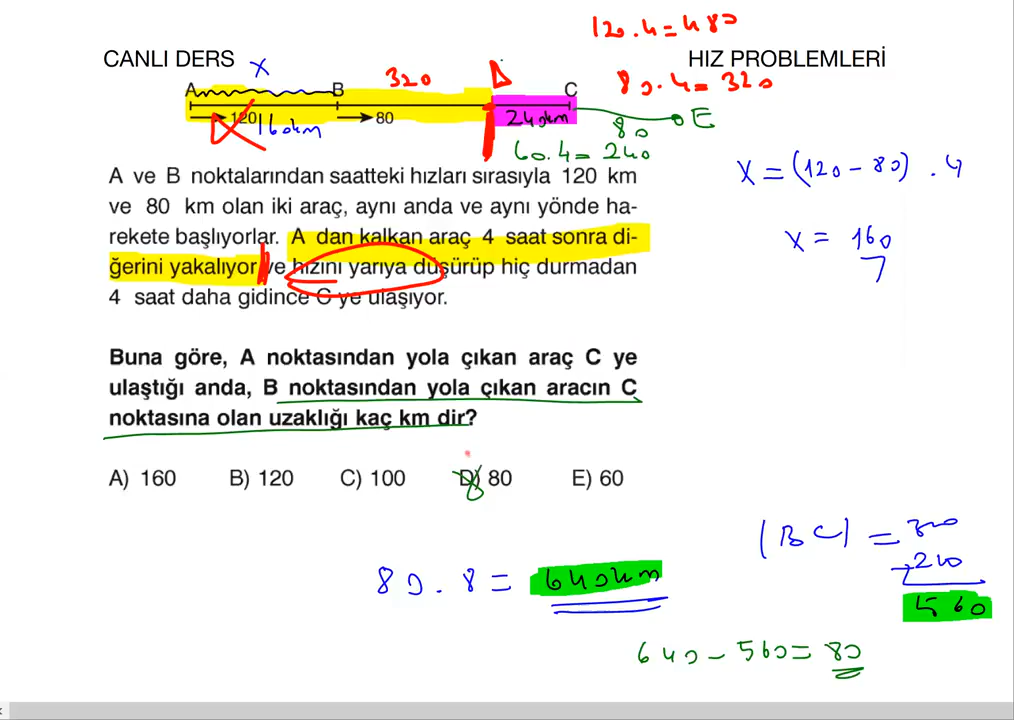 120.4=480
CANLI DERS
HIZ PROBLEMLERİ
x
320
D
80.4=320
A
B
C
120
160km
80
240km
80
E
60.4=240
x=(120-80).4
x=160
A ve B noktalarından saatteki hızları sırasıyla 120 km
ve 80 km olan iki araç, aynı anda ve aynı yönde ha-
rekete başlıyorlar. A dan kalkan araç 4 saat sonra di-
ğerini yakalıyor ve hızını yarıya düşürüp hiç durmadan
4 saat daha gidince C ye ulaşıyor.
Buna göre, A noktasından yola çıkan araç C ye
ulaştığı anda, B noktasından yola çıkan aracın C
noktasına olan uzaklığı kaç km dir?
A) 160 B) 120 C) 100 D) 80 E) 60
|BC|=320
+240
560
80.8=640km
640-560=80